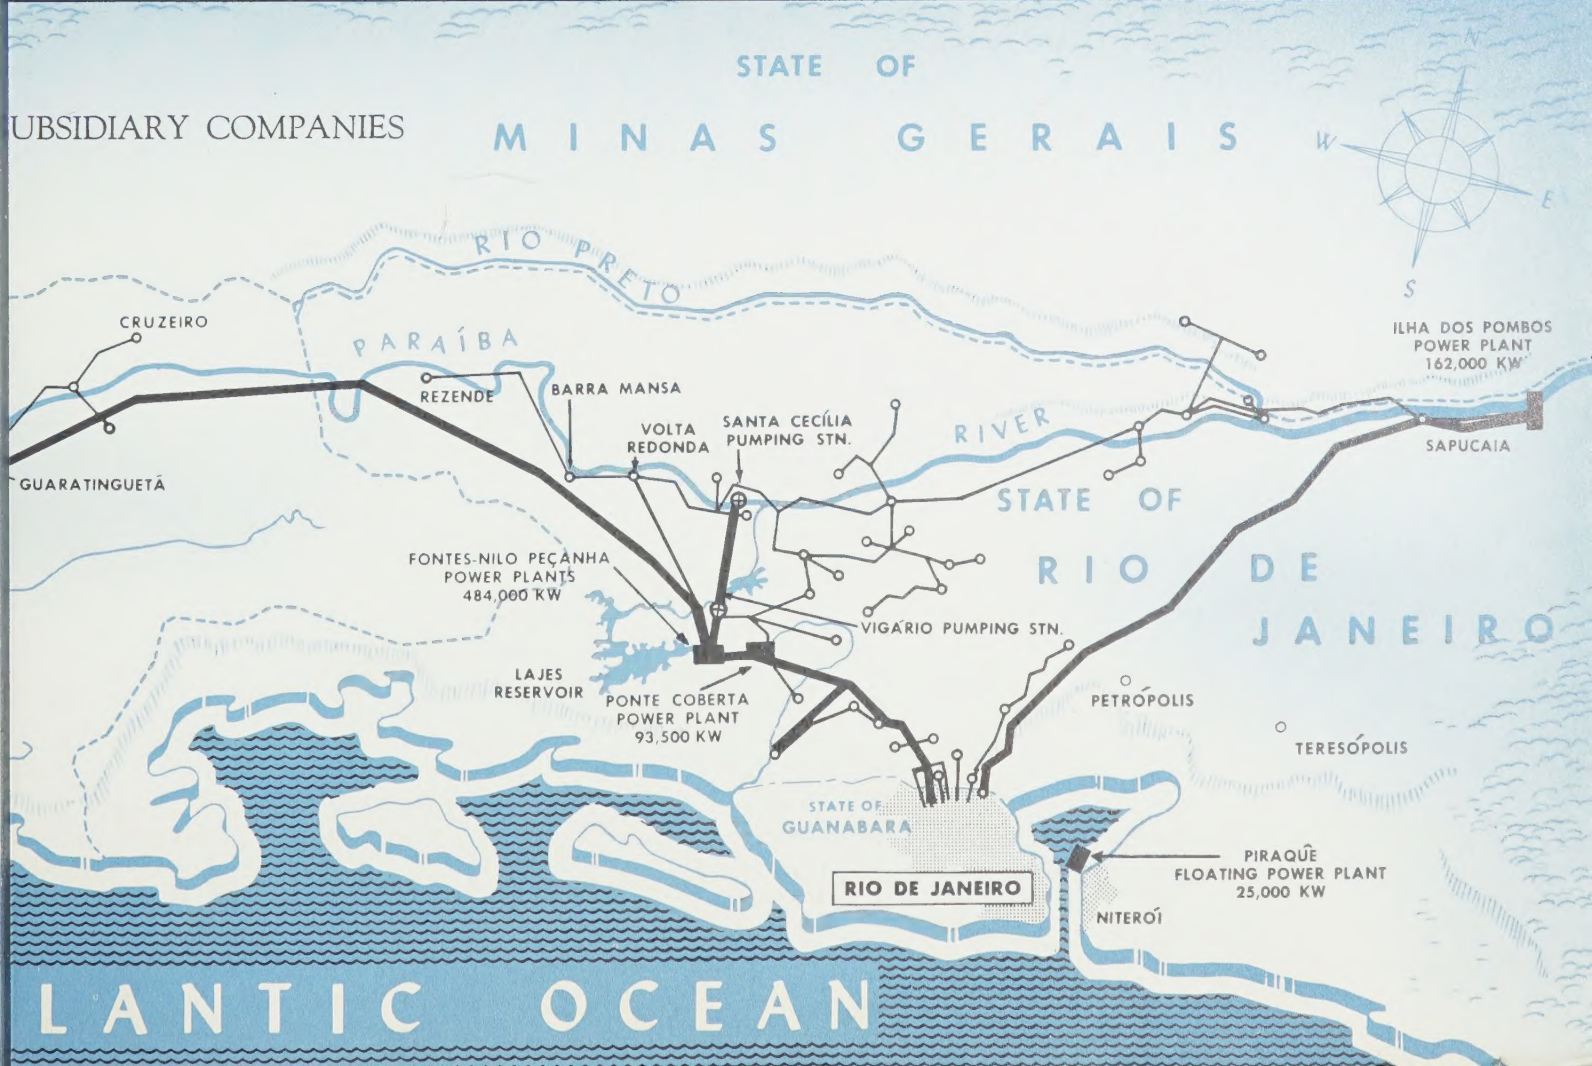 STATE OF
UBSIDIARY COMPANIES
MINAS GERAIS
N
W
E
S
RIO PRETO
CRUZEIRO
PARAÍBA
ILHA DOS POMBOS
POWER PLANT
162,000 KW
REZENDE
BARRA MANSA
VOLTA
REDONDA
SANTA CECÍLIA
PUMPING STN.
RIVER
SAPUCAIA
GUARATINGUETÁ
STATE OF
RIO DE
JANEIRO
FONTES-NILO PEÇANHA
POWER PLANTS
484,000 KW
VIGÁRIO PUMPING STN.
LAJES
RESERVOIR
PONTE COBERTA
POWER PLANT
93,500 KW
PETRÓPOLIS
TERESÓPOLIS
STATE OF
GUANABARA
RIO DE JANEIRO
PIRAQUÊ
FLOATING POWER PLANT
25,000 KW
NITERÓI
LANTIC OCEAN